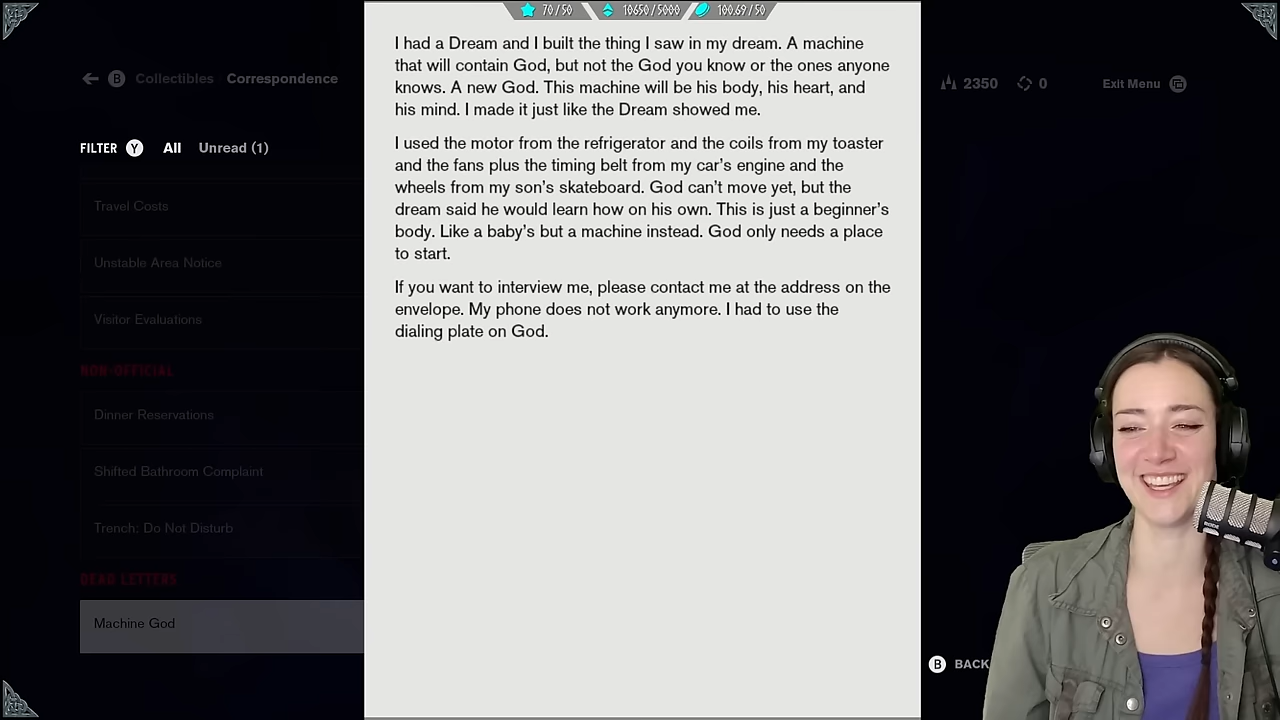 70/50
10650/5000
100.69/50
B Collectibles Correspondence
2350
0
Exit Menu
FILTER Y All Unread (1)
Travel Costs
Unstable Area Notice
Visitor Evaluations
NON-OFFICIAL
Dinner Reservations
Shifted Bathroom Complaint
Trench: Do Not Disturb
DEAD LETTERS
Machine God
I had a Dream and I built the thing I saw in my dream. A machine
that will contain God, but not the God you know or the ones anyone
knows. A new God. This machine will be his body, his heart, and
his mind. I made it just like the Dream showed me.
I used the motor from the refrigerator and the coils from my toaster
and the fans plus the timing belt from my car's engine and the
wheels from my son's skateboard. God can't move yet, but the
dream said he would learn how on his own. This is just a beginner's
body. Like a baby's but a machine instead. God only needs a place
to start.
If you want to interview me, please contact me at the address on the
envelope. My phone does not work anymore. I had to use the
dialing plate on God.
B BACK
RODE